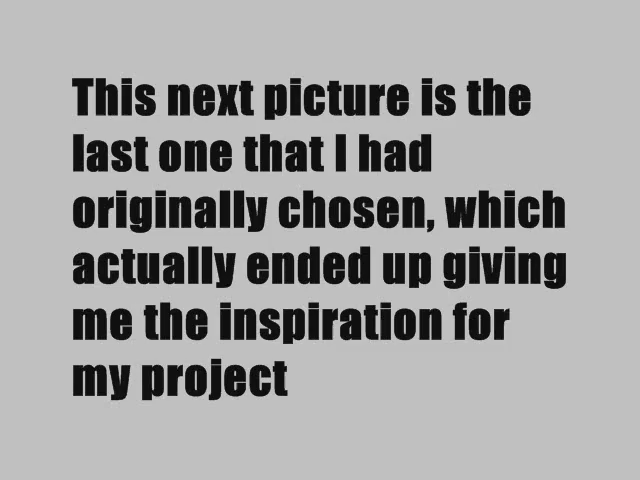 This next picture is the
last one that I had
originally chosen, which
actually ended up giving
me the inspiration for
my project